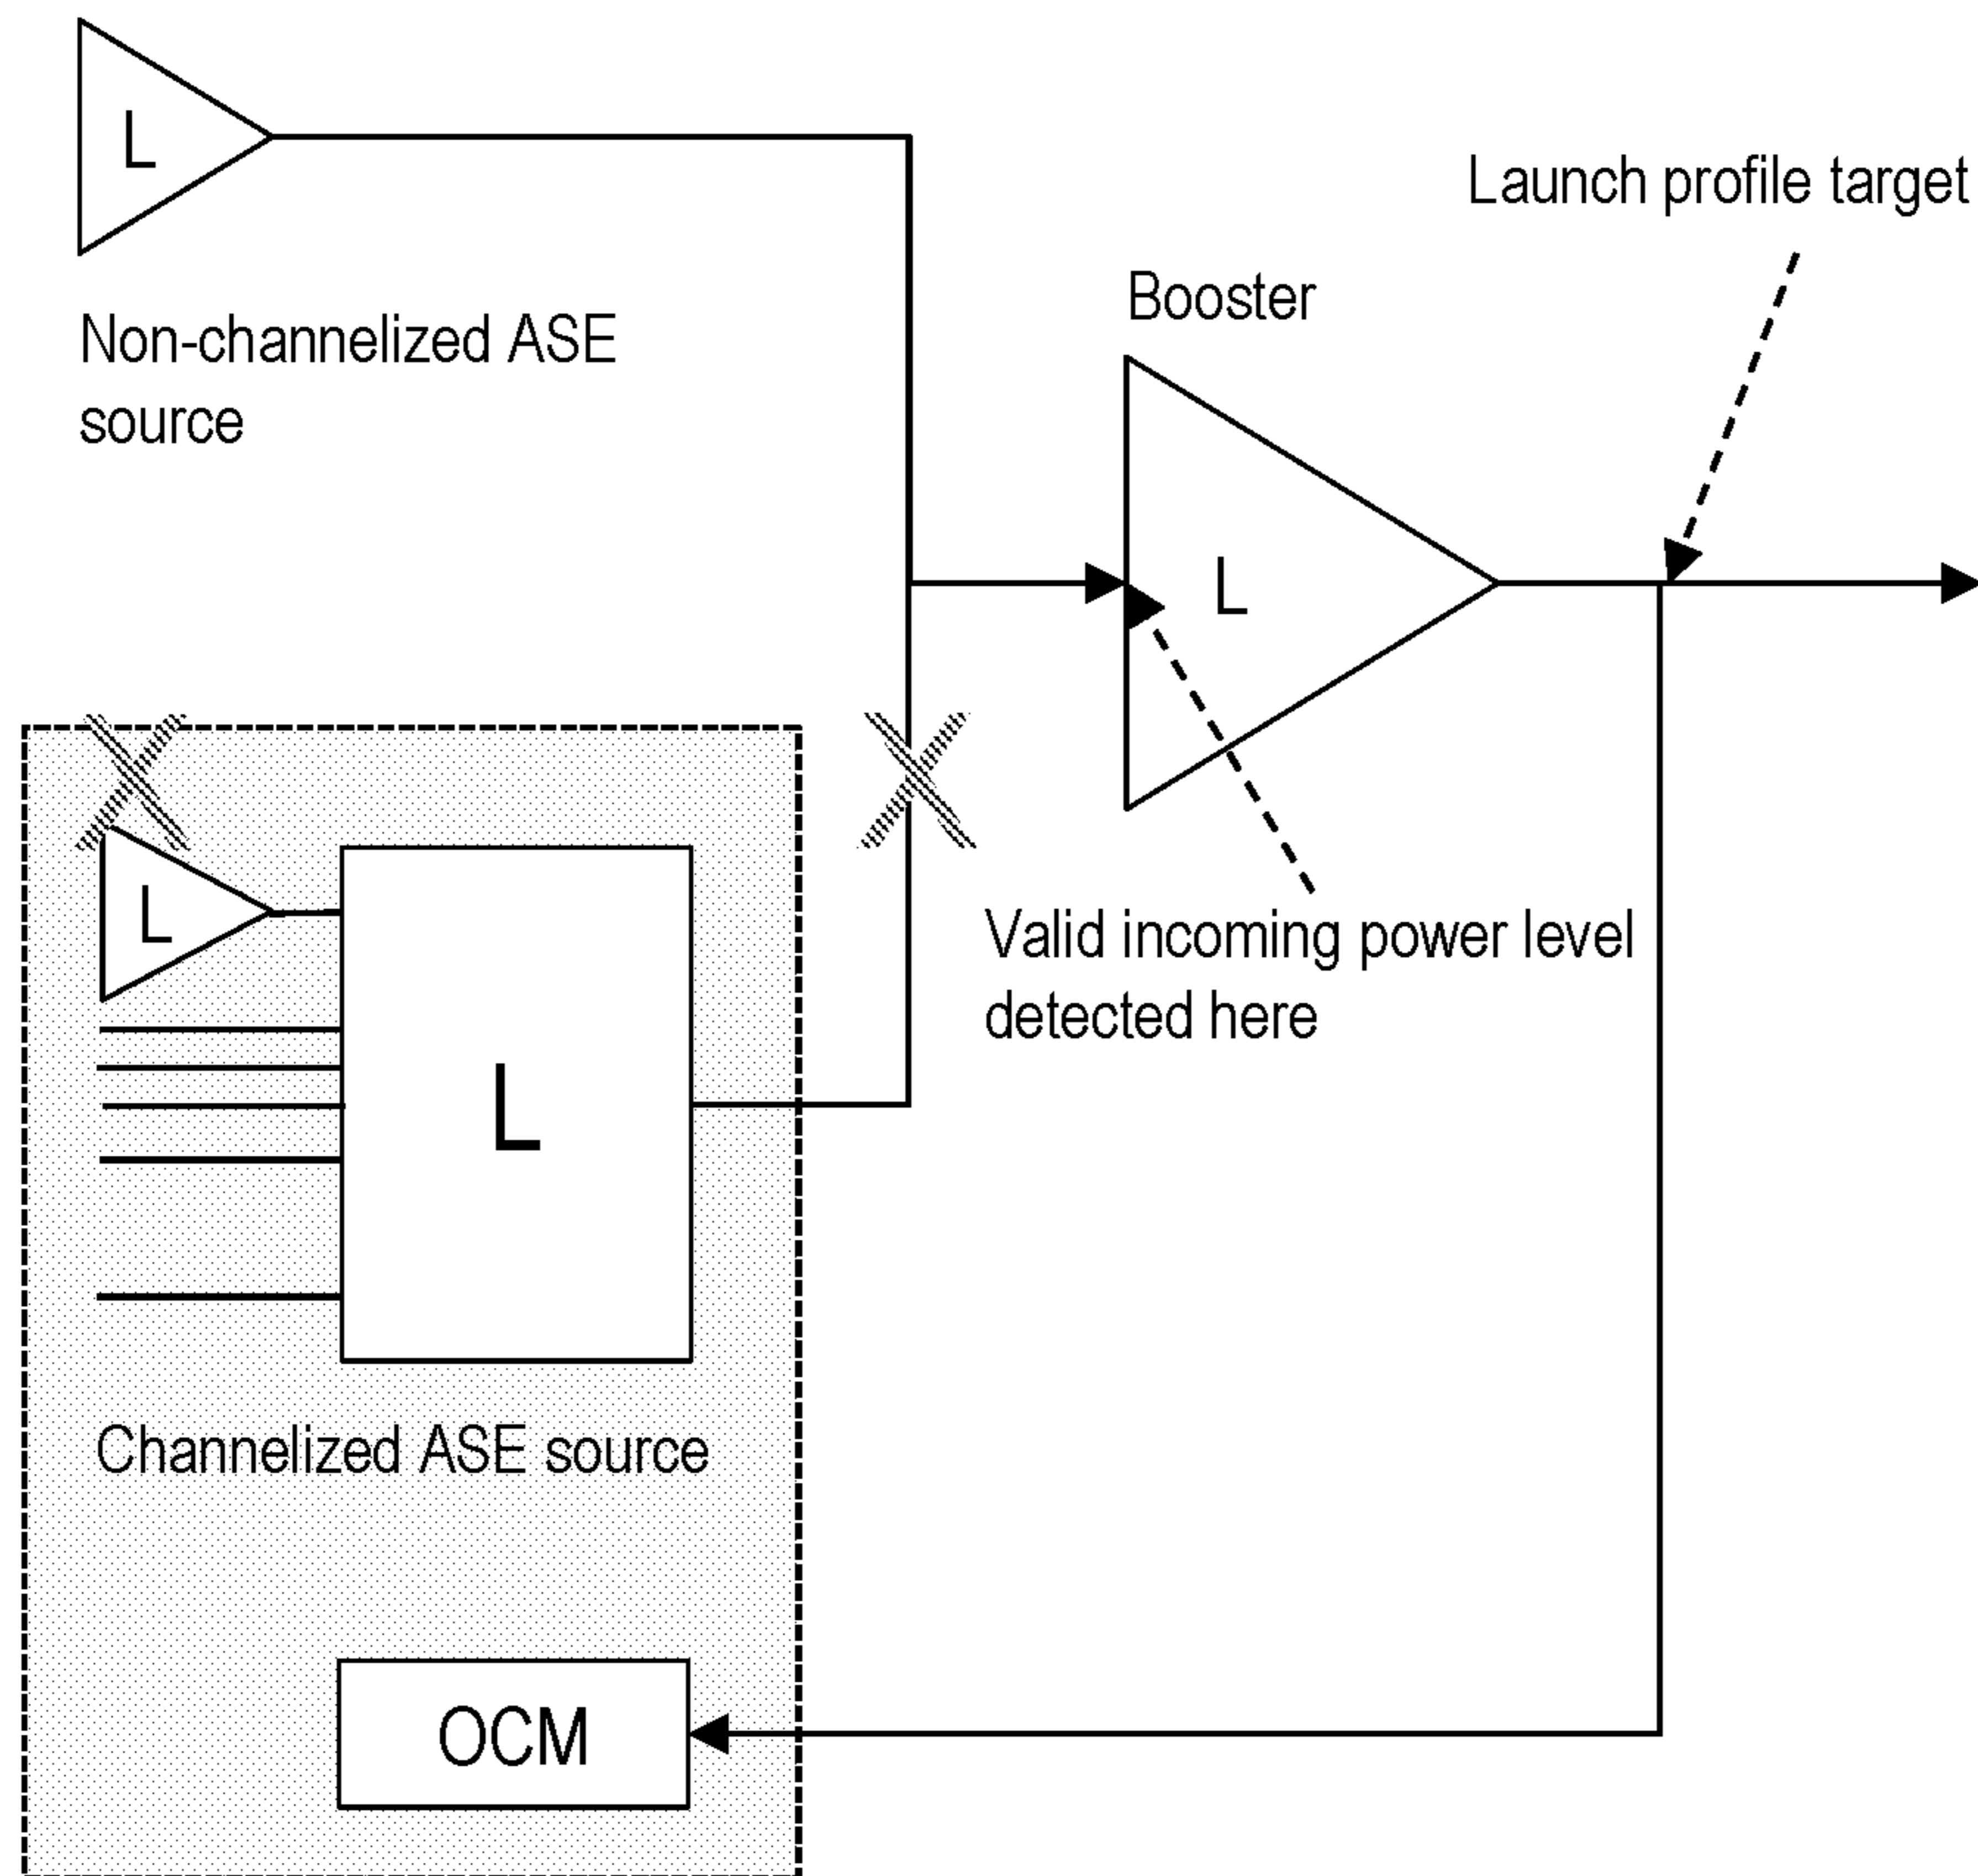 L
Non-channelized ASE
source
Launch profile target
Booster
L
Valid incoming power level
detected here
L
L
Channelized ASE source
OCM